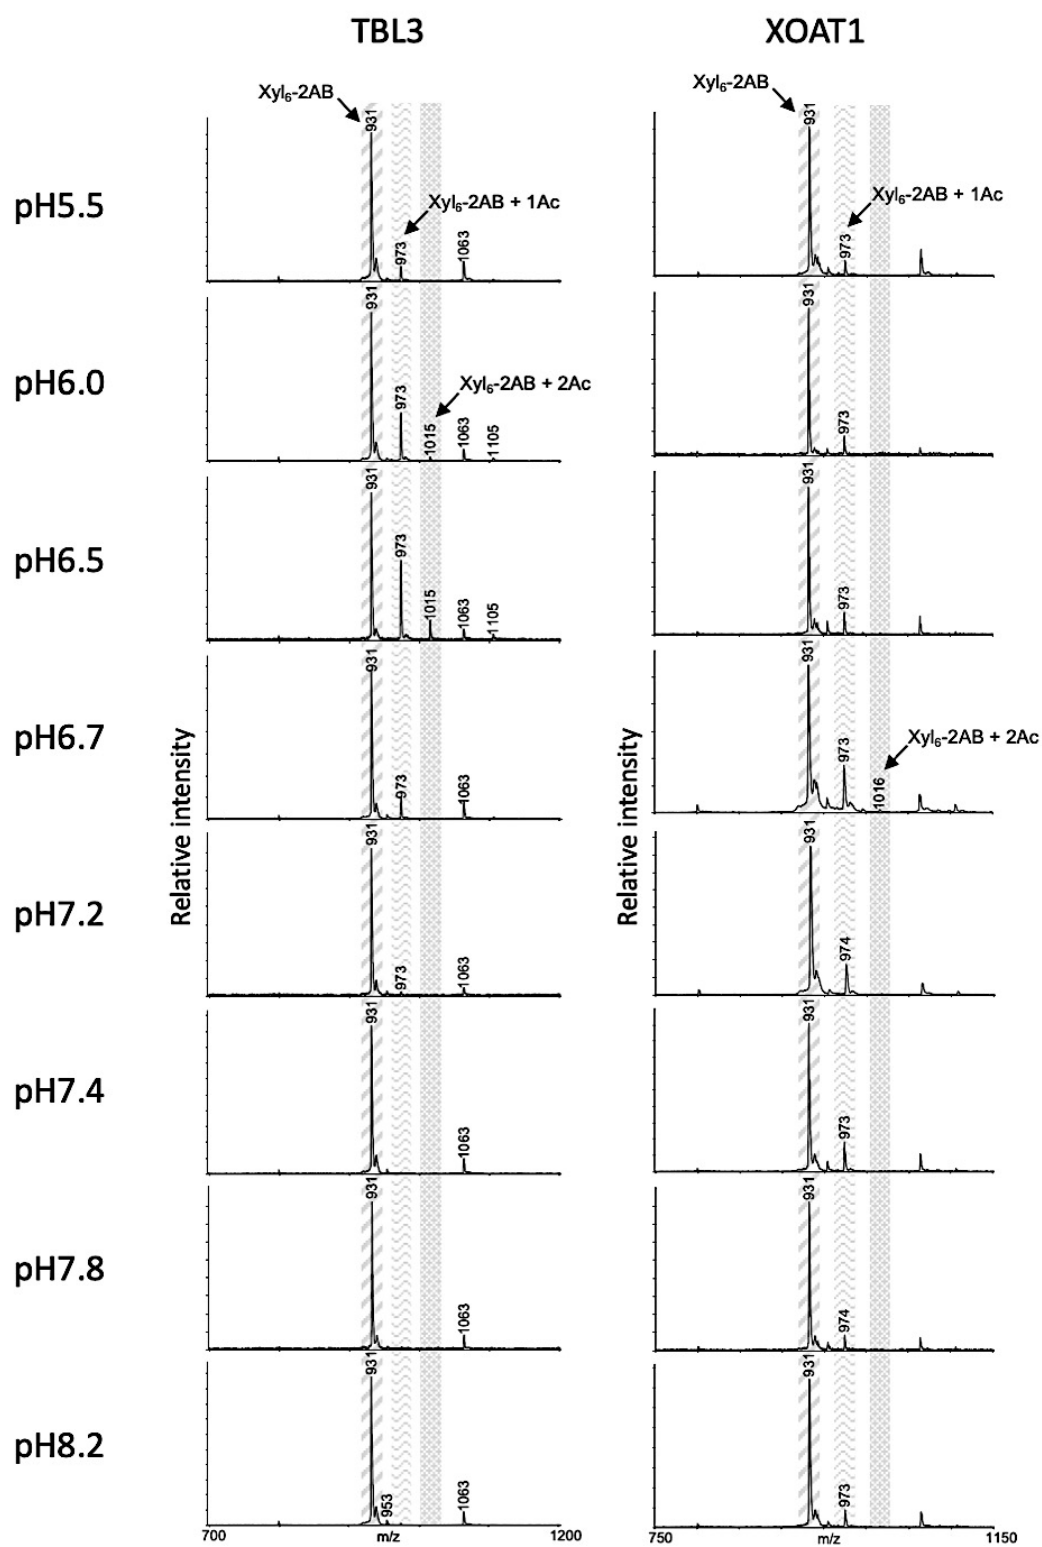 TBL3 XOAT1
Xyl₆-2AB Xyl₆-2AB
931 931
pH5.5
Xyl₆-2AB + 1Ac Xyl₆-2AB + 1Ac
973 1063 973
931 931
pH6.0
Xyl₆-2AB + 2Ac
973 1015 1063 1105 973
931 931
pH6.5
973 1015 1063 1105 973
931 931
pH6.7
Xyl₆-2AB + 2Ac
973 1063 973 1016
Relative intensity Relative intensity
931 931
pH7.2
973 1063 974
931 931
pH7.4
1063 973
931 931
pH7.8
1063 974
931 931
pH8.2
953 1063 973
700 m/z 1200 750 m/z 1150